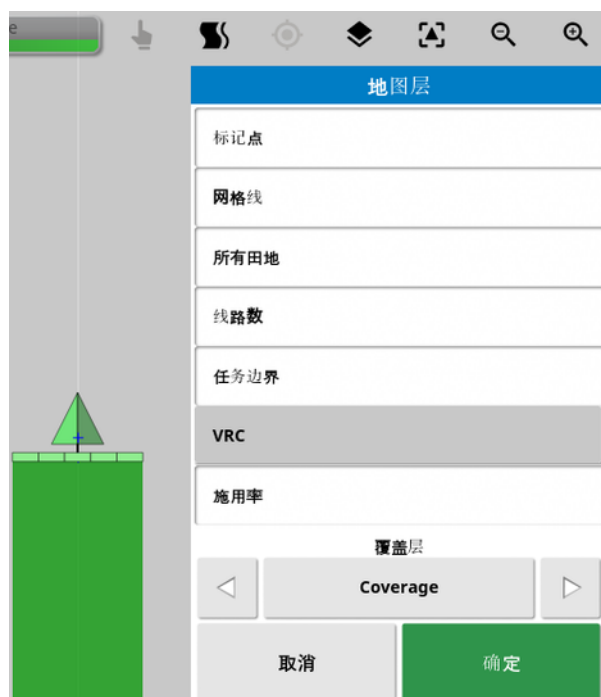 e
地图层
标记点
网格线
所有田地
线路数
任务边界
VRC
施用率
覆盖层
Coverage
取消
确定